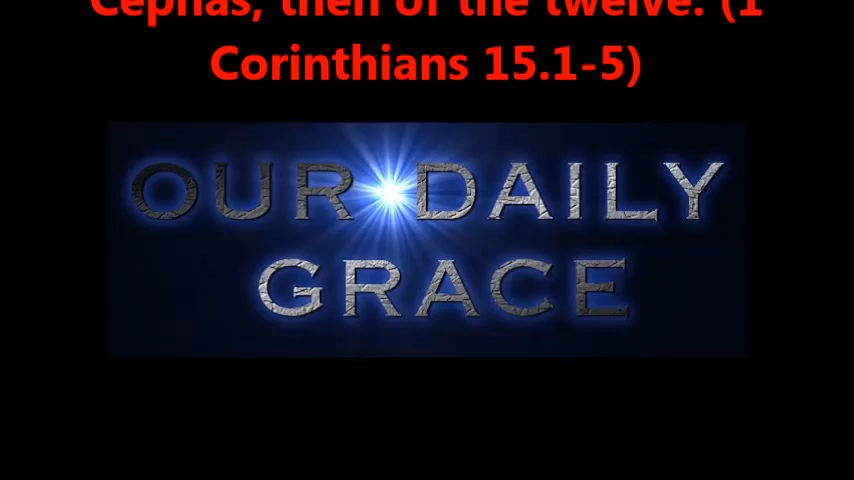 Cephas, then of the twelve. (1
Corinthians 15.1-5)
OUR DAILY
GRACE